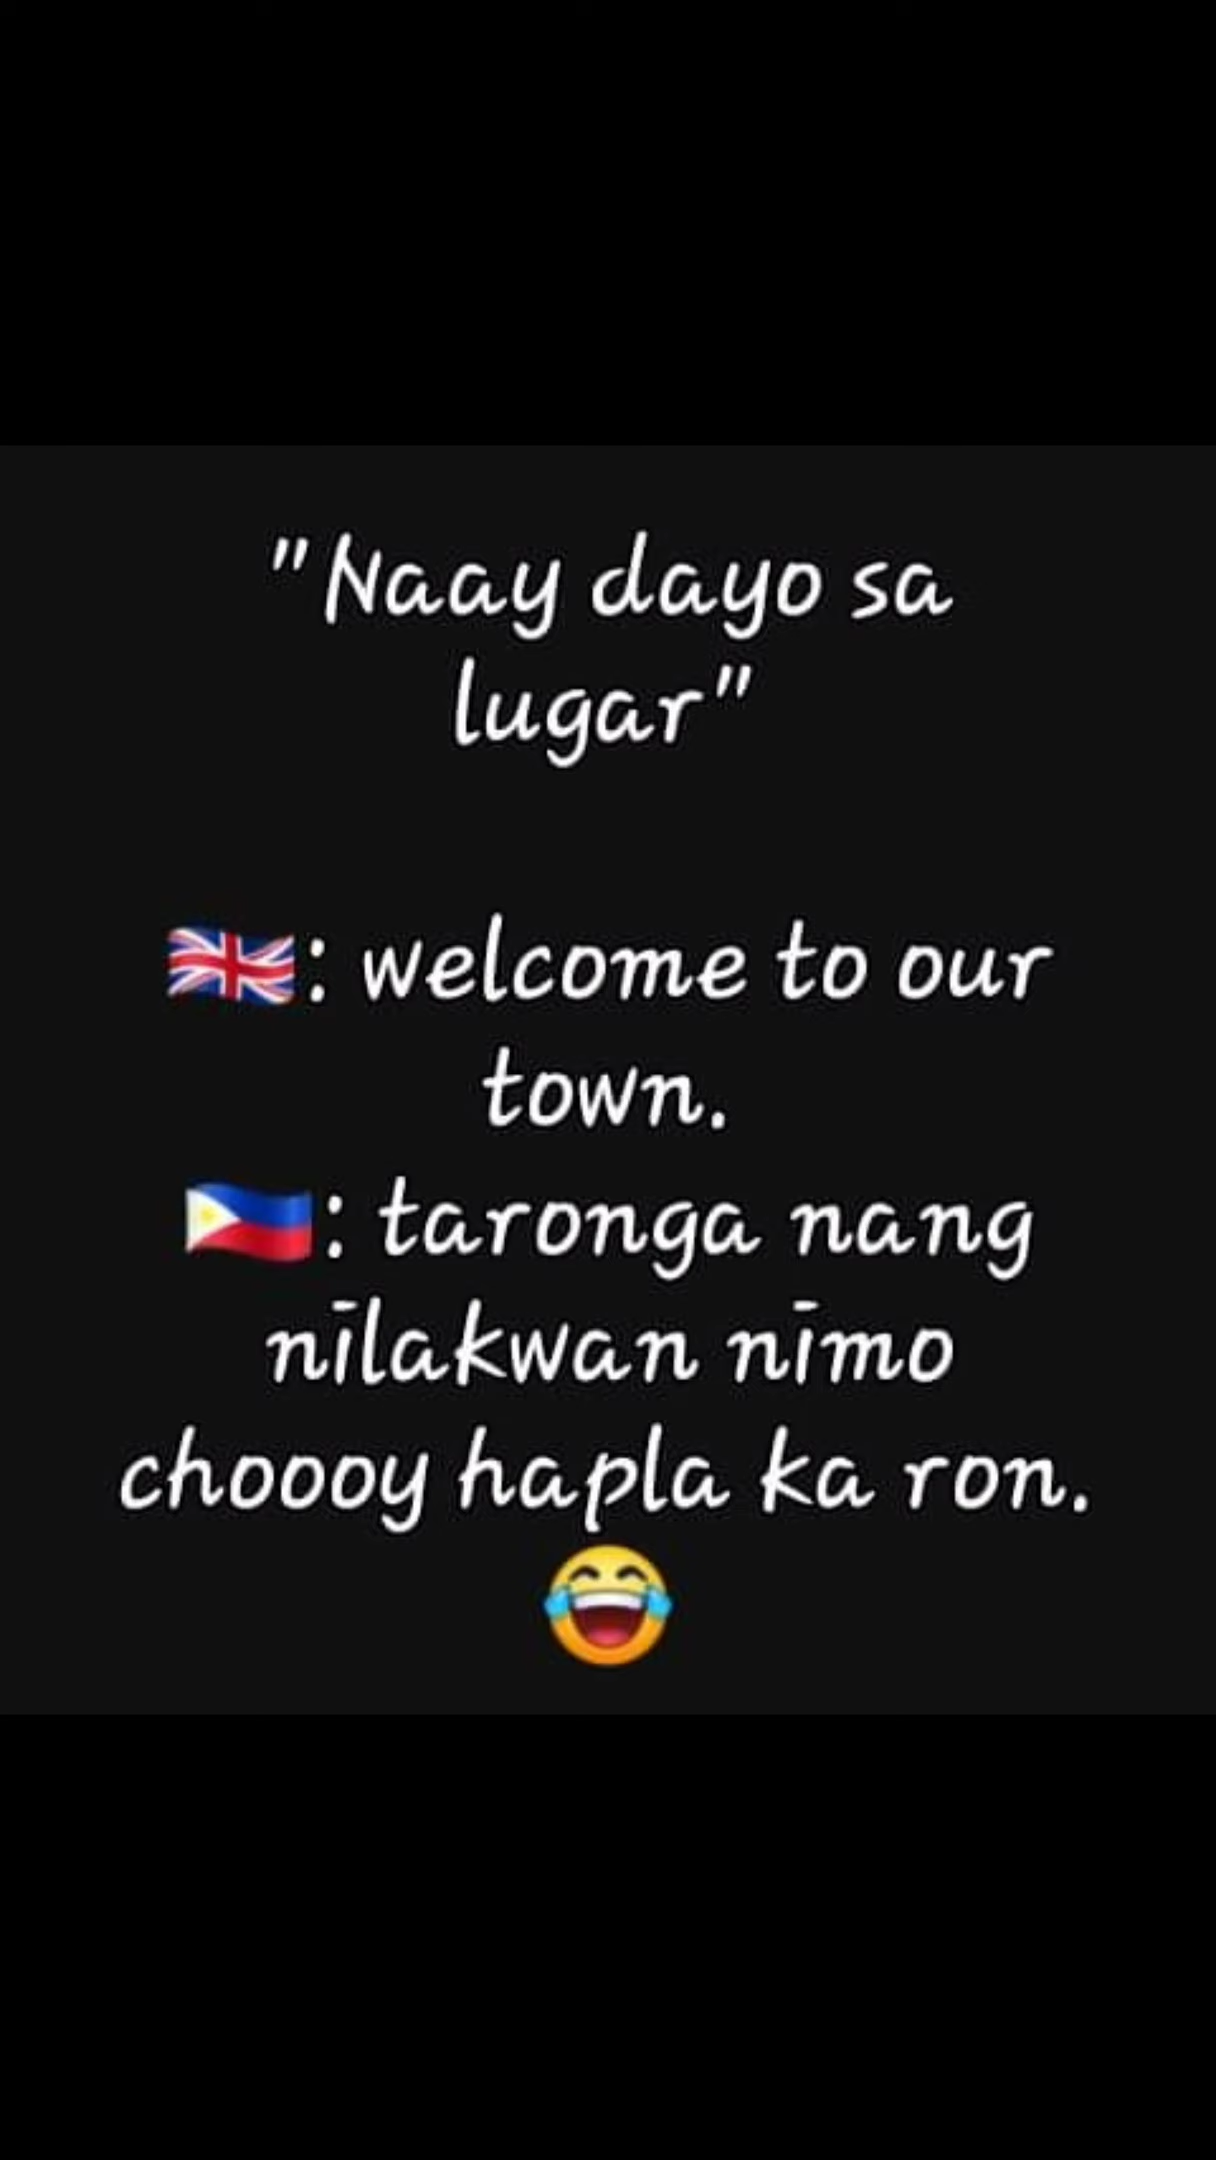 "Naay dayo sa
lugar"
🇬🇧: welcome to our
town.
🇵🇭: taronga nang
nilakwan nimo
choooy hapla ka ron.
😂